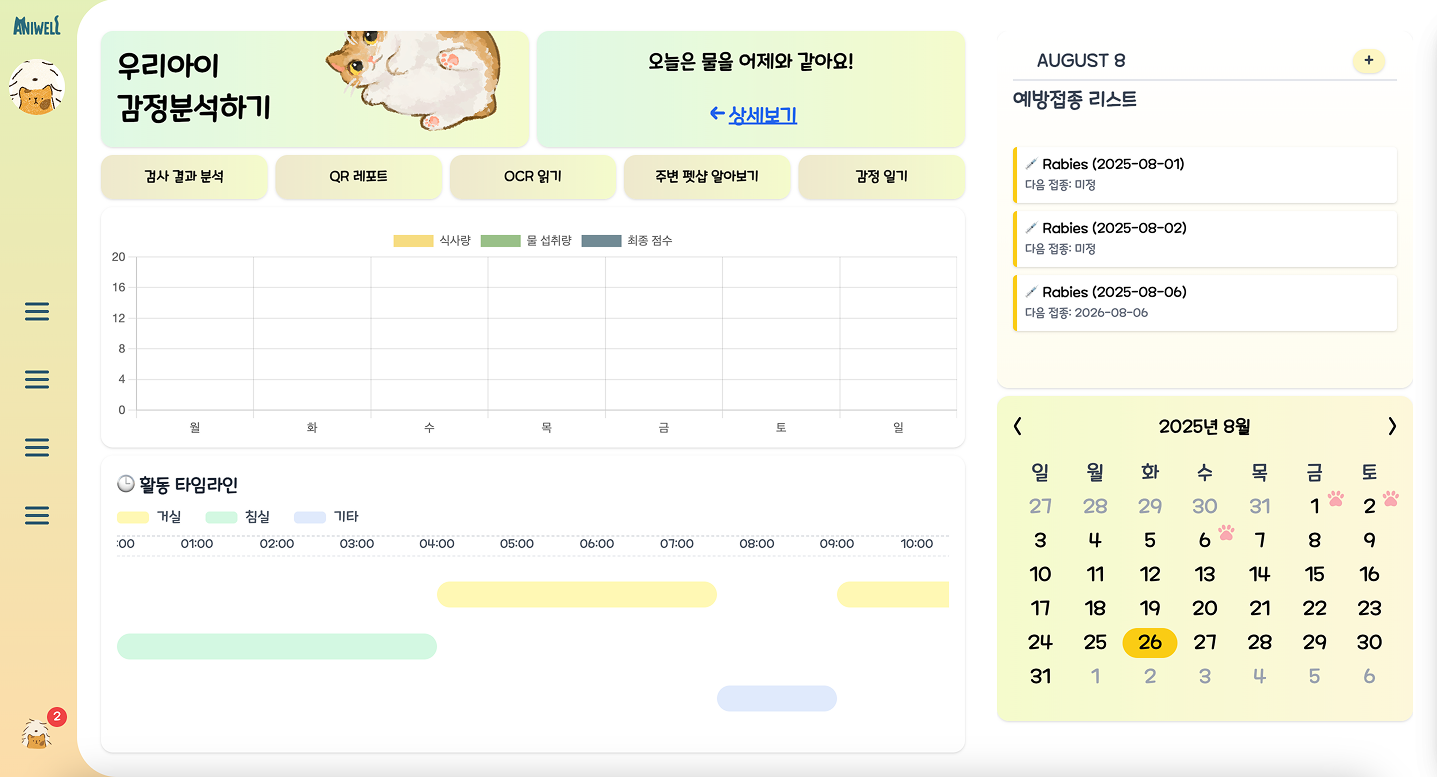 ANIWELL
우리아이
감정분석하기
오늘은 물을 어제와 같아요!
상세보기
검사 결과 분석
QR 레포트
OCR 읽기
주변 펫샵 알아보기
감정 일기
식사량 물 섭취량 최종 점수
20
16
12
8
4
0
월 화 수 목 금 토 일
활동 타임라인
거실 침실 기타
:00 01:00 02:00 03:00 04:00 05:00 06:00 07:00 08:00 09:00 10:00
2
AUGUST 8
+
예방접종 리스트
Rabies (2025-08-01)
다음 접종: 미정
Rabies (2025-08-02)
다음 접종: 미정
Rabies (2025-08-06)
다음 접종: 2026-08-06
2025년 8월
일 월 화 수 목 금 토
27 28 29 30 31 1 2
3 4 5 6 7 8 9
10 11 12 13 14 15 16
17 18 19 20 21 22 23
24 25 26 27 28 29 30
31 1 2 3 4 5 6